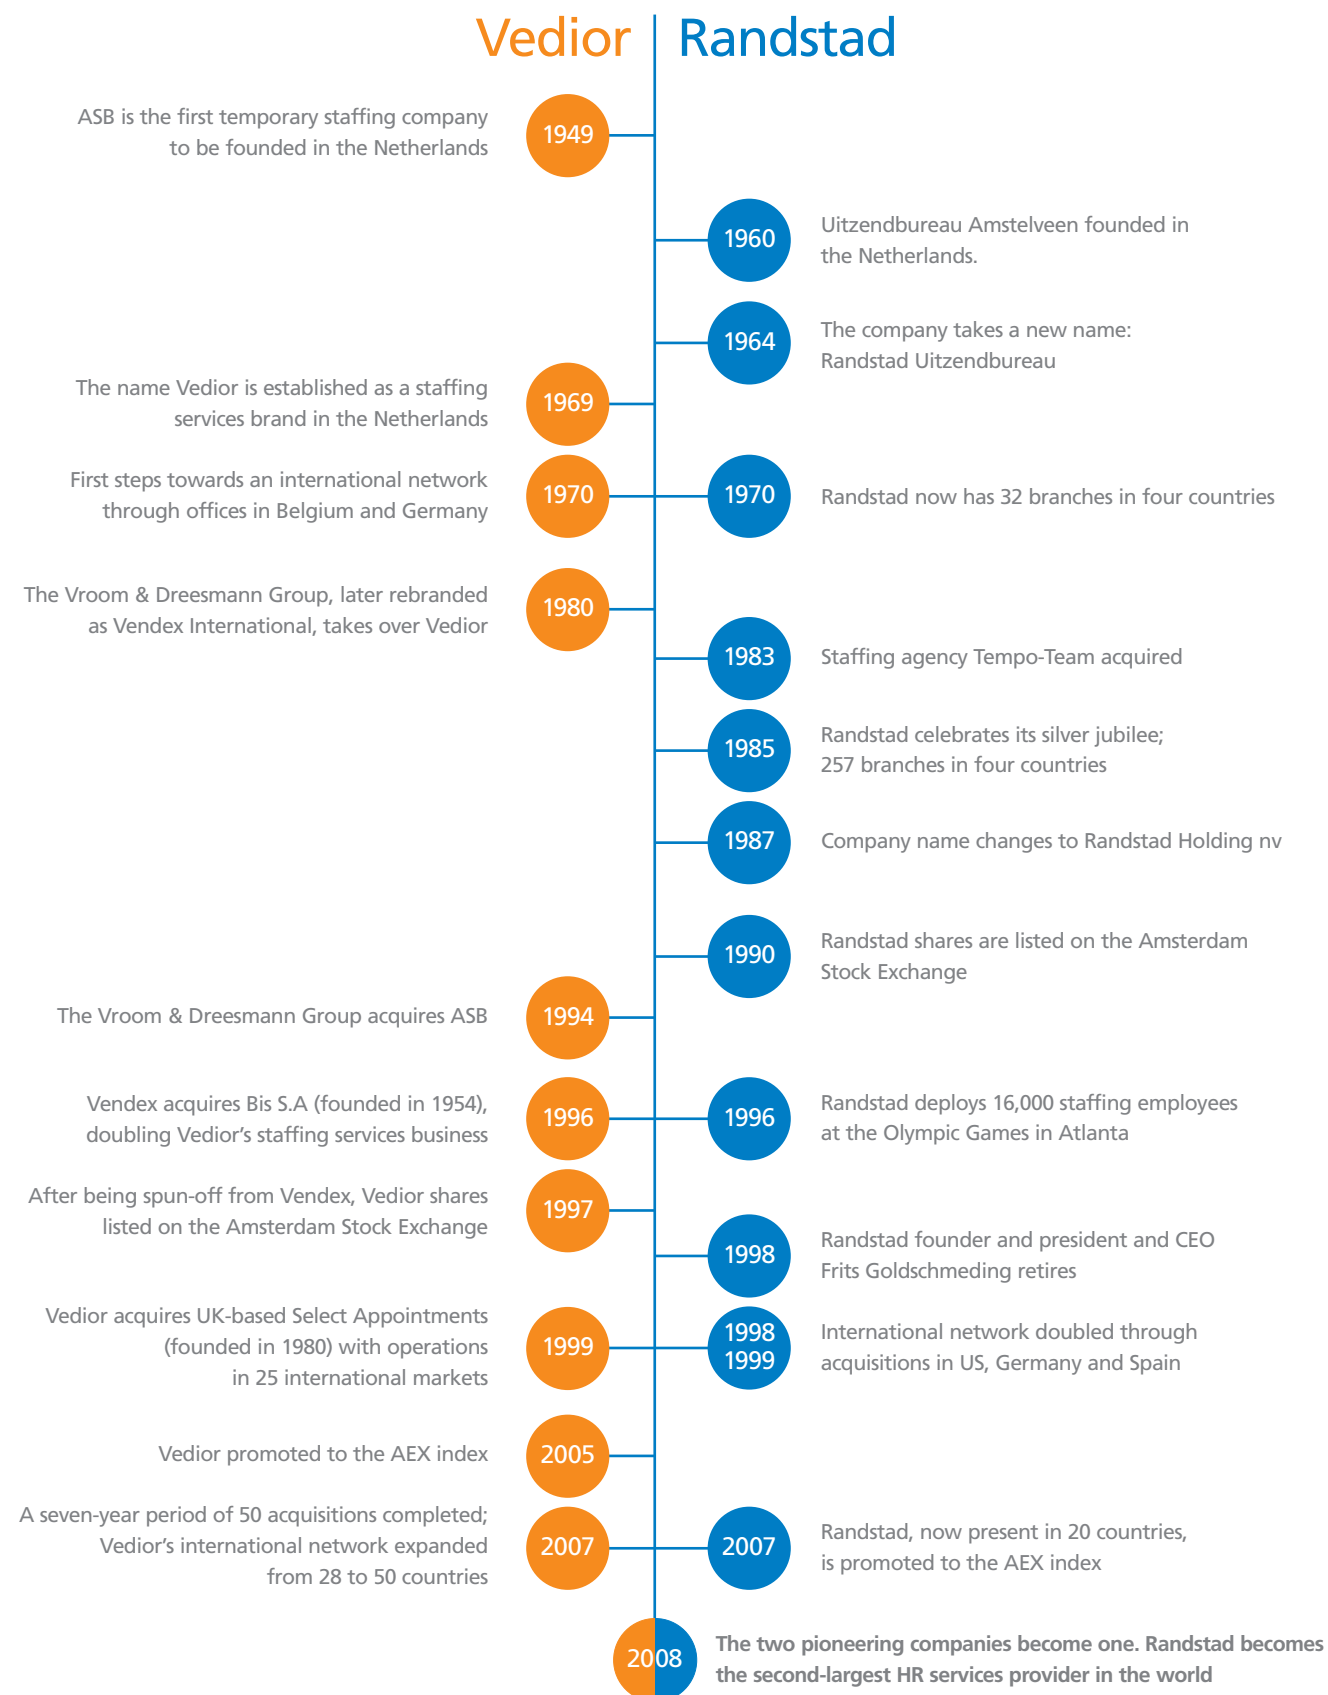 Vedior
Randstad
ASB is the first temporary staffing company
to be founded in the Netherlands
1949
1960
Uitzendbureau Amstelveen founded in
the Netherlands.
1964
The company takes a new name:
Randstad Uitzendbureau
The name Vedior is established as a staffing
services brand in the Netherlands
1969
First steps towards an international network
through offices in Belgium and Germany
1970
1970
Randstad now has 32 branches in four countries
The Vroom & Dreesmann Group, later rebranded
as Vendex International, takes over Vedior
1980
1983
Staffing agency Tempo-Team acquired
1985
Randstad celebrates its silver jubilee;
257 branches in four countries
1987
Company name changes to Randstad Holding nv
1990
Randstad shares are listed on the Amsterdam
Stock Exchange
The Vroom & Dreesmann Group acquires ASB
1994
Vendex acquires Bis S.A (founded in 1954),
doubling Vedior’s staffing services business
1996
1996
Randstad deploys 16,000 staffing employees
at the Olympic Games in Atlanta
After being spun-off from Vendex, Vedior shares
listed on the Amsterdam Stock Exchange
1997
1998
Randstad founder and president and CEO
Frits Goldschmeding retires
Vedior acquires UK-based Select Appointments
(founded in 1980) with operations
in 25 international markets
1999
1998
1999
International network doubled through
acquisitions in US, Germany and Spain
Vedior promoted to the AEX index
2005
A seven-year period of 50 acquisitions completed;
Vedior’s international network expanded
from 28 to 50 countries
2007
2007
Randstad, now present in 20 countries,
is promoted to the AEX index
2008
The two pioneering companies become one. Randstad becomes
the second-largest HR services provider in the world